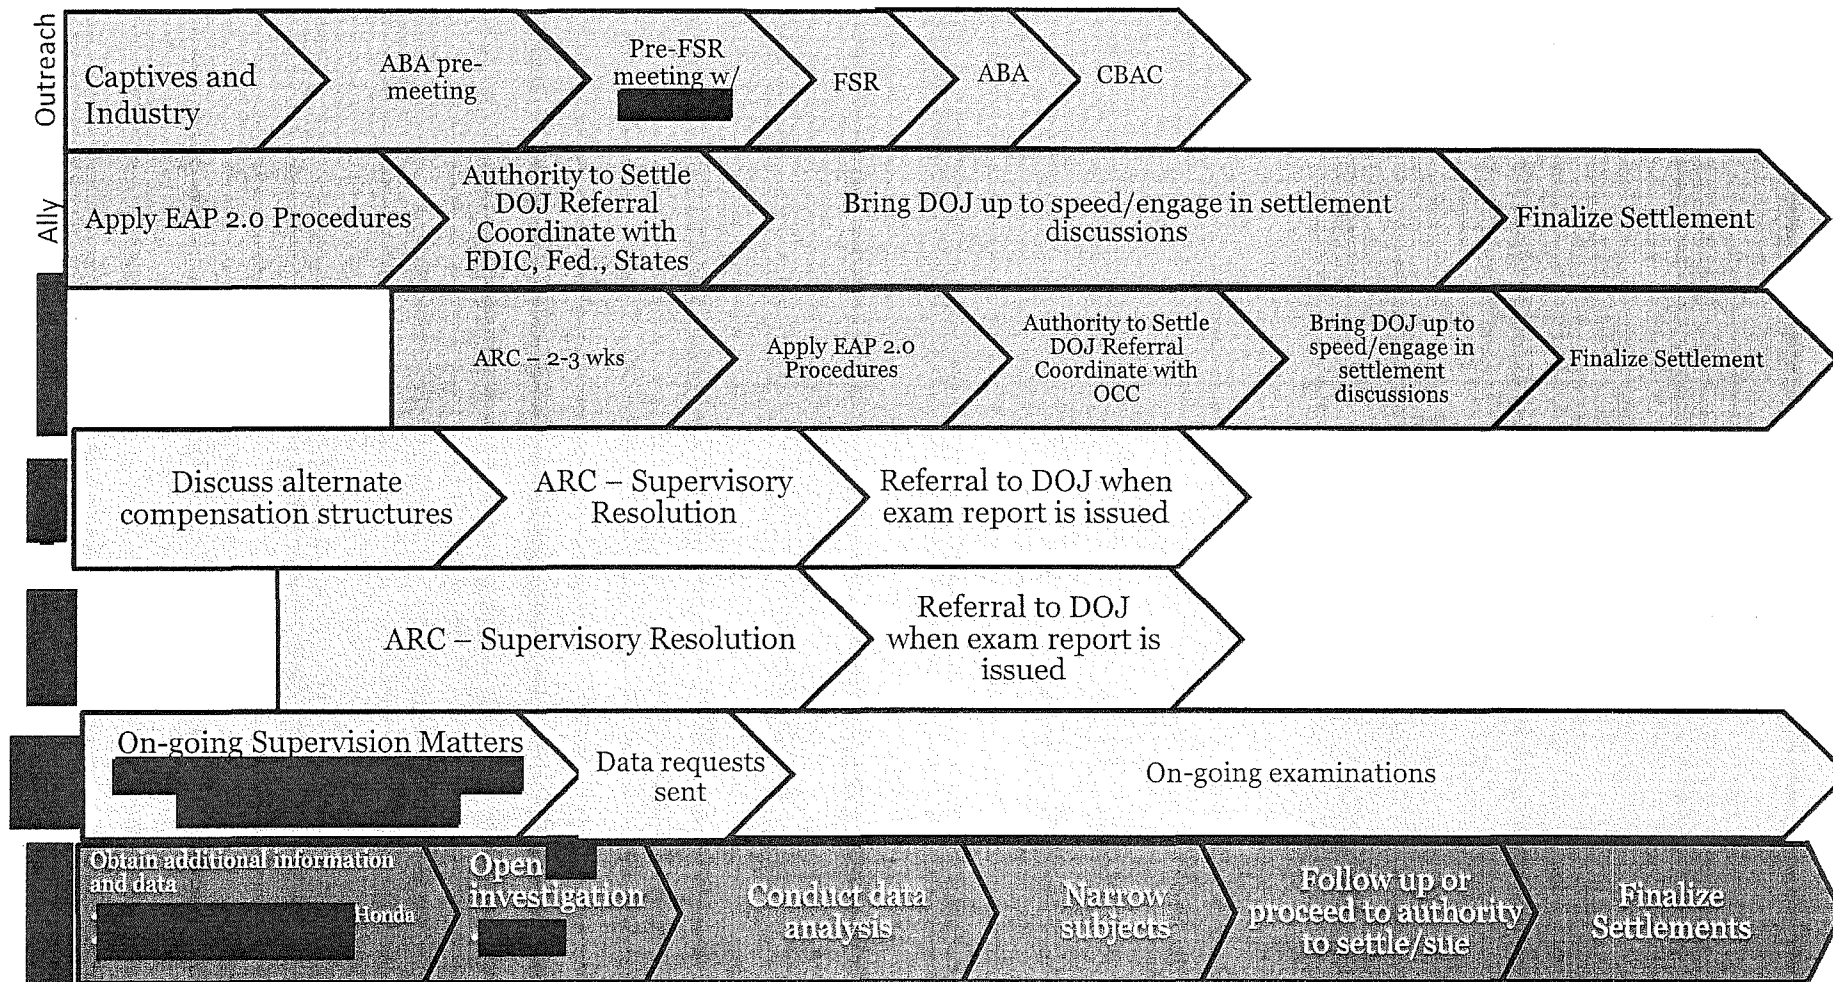 Outreach
Captives and
Industry
ABA pre-
meeting
Pre-FSR
meeting w/
FSR
ABA
CBAC
Ally
Apply EAP 2.0 Procedures
Authority to Settle
DOJ Referral
Coordinate with
FDIC, Fed., States
Bring DOJ up to speed/engage in settlement
discussions
Finalize Settlement
ARC – 2-3 wks
Apply EAP 2.0
Procedures
Authority to Settle
DOJ Referral
Coordinate with
OCC
Bring DOJ up to
speed/engage in
settlement
discussions
Finalize Settlement
Discuss alternate
compensation structures
ARC – Supervisory
Resolution
Referral to DOJ when
exam report is issued
ARC – Supervisory Resolution
Referral to DOJ
when exam report is
issued
On-going Supervision Matters
Data requests
sent
On-going examinations
Obtain additional information
and data
Honda
Open
investigation
Conduct data
analysis
Narrow
subjects
Follow up or
proceed to authority
to settle/sue
Finalize
Settlements